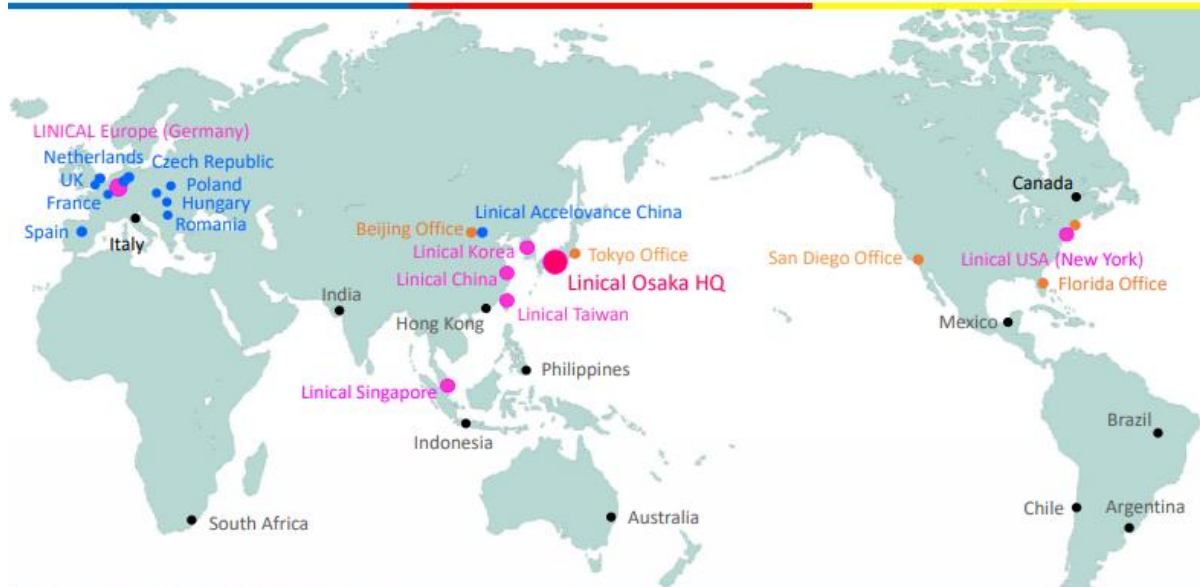 LINICAL Europe (Germany)
Netherlands
Czech Republic
UK
Poland
France
Hungary
Romania
Spain
Italy
Beijing Office
Linical Accelovance China
Linical Korea
Tokyo Office
Linical China
Linical Osaka HQ
India
Hong Kong
Linical Taiwan
Philippines
Linical Singapore
Indonesia
South Africa
Australia
Canada
San Diego Office
Linical USA (New York)
Florida Office
Mexico
Brazil
Chile
Argentina